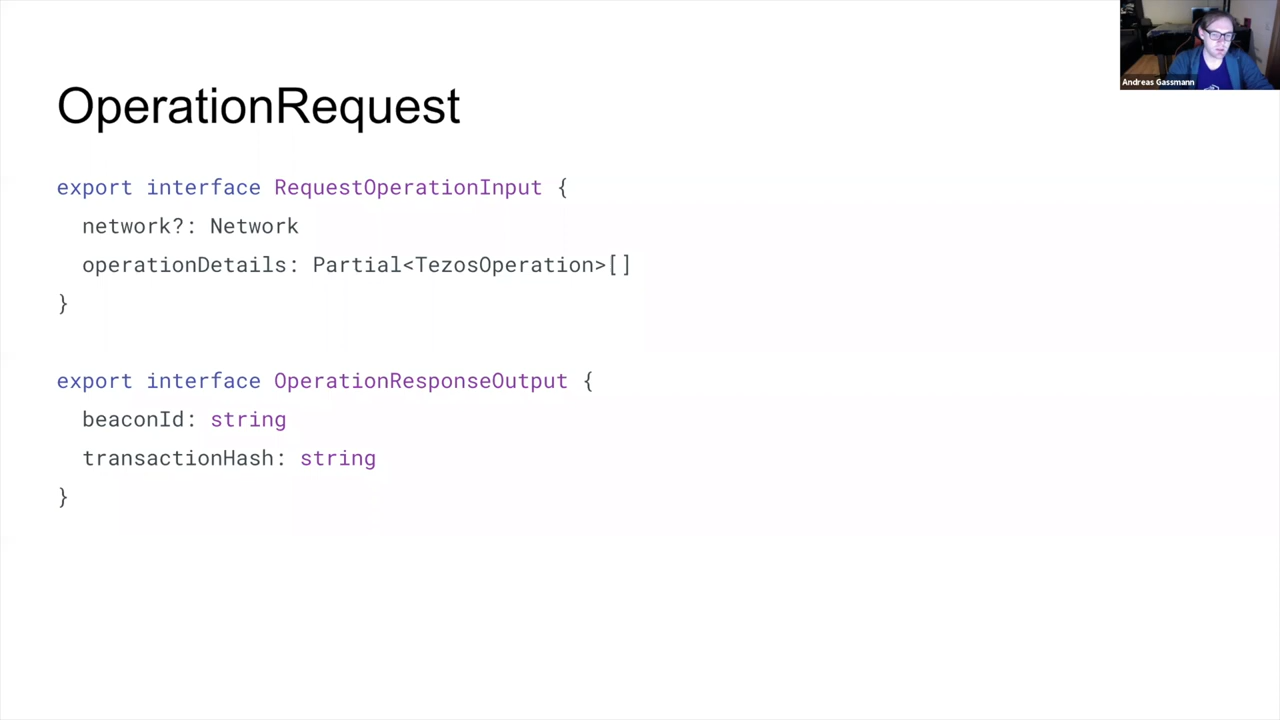 Andreas Gassmann
OperationRequest
export interface RequestOperationInput {
network?: Network
operationDetails: Partial<TezosOperation>[]
}
export interface OperationResponseOutput {
beaconId: string
transactionHash: string
}